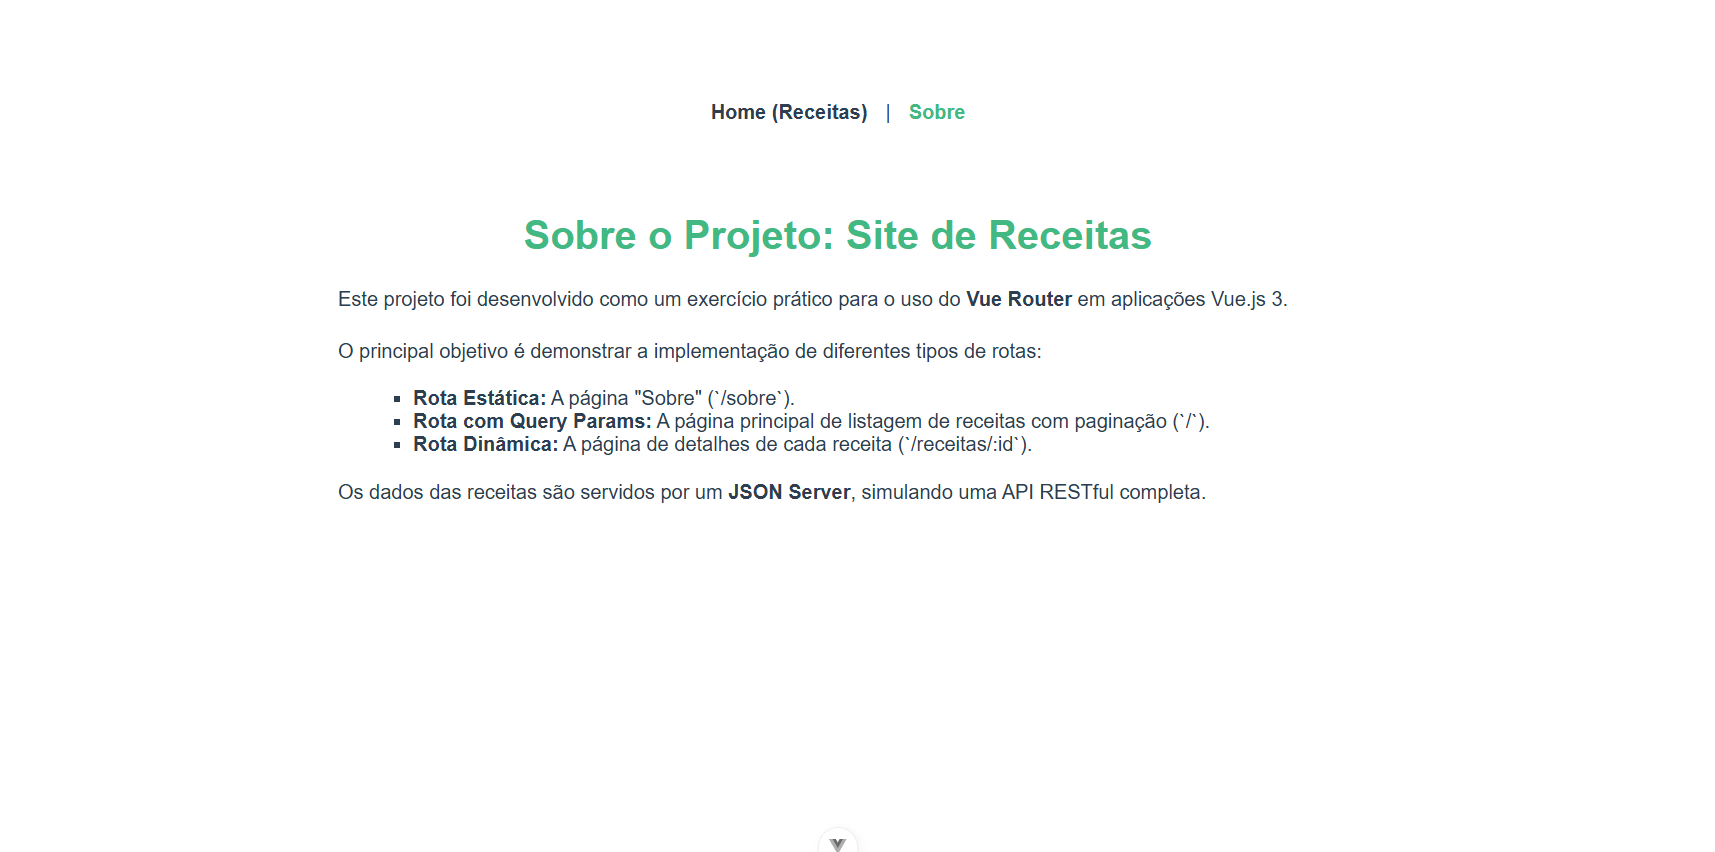 Home (Receitas) | Sobre
Sobre o Projeto: Site de Receitas
Este projeto foi desenvolvido como um exercício prático para o uso do Vue Router em aplicações Vue.js 3.
O principal objetivo é demonstrar a implementação de diferentes tipos de rotas:
Rota Estática: A página "Sobre" (`/sobre`).
Rota com Query Params: A página principal de listagem de receitas com paginação (`/`).
Rota Dinâmica: A página de detalhes de cada receita (`/receitas/:id`).
Os dados das receitas são servidos por um JSON Server, simulando uma API RESTful completa.